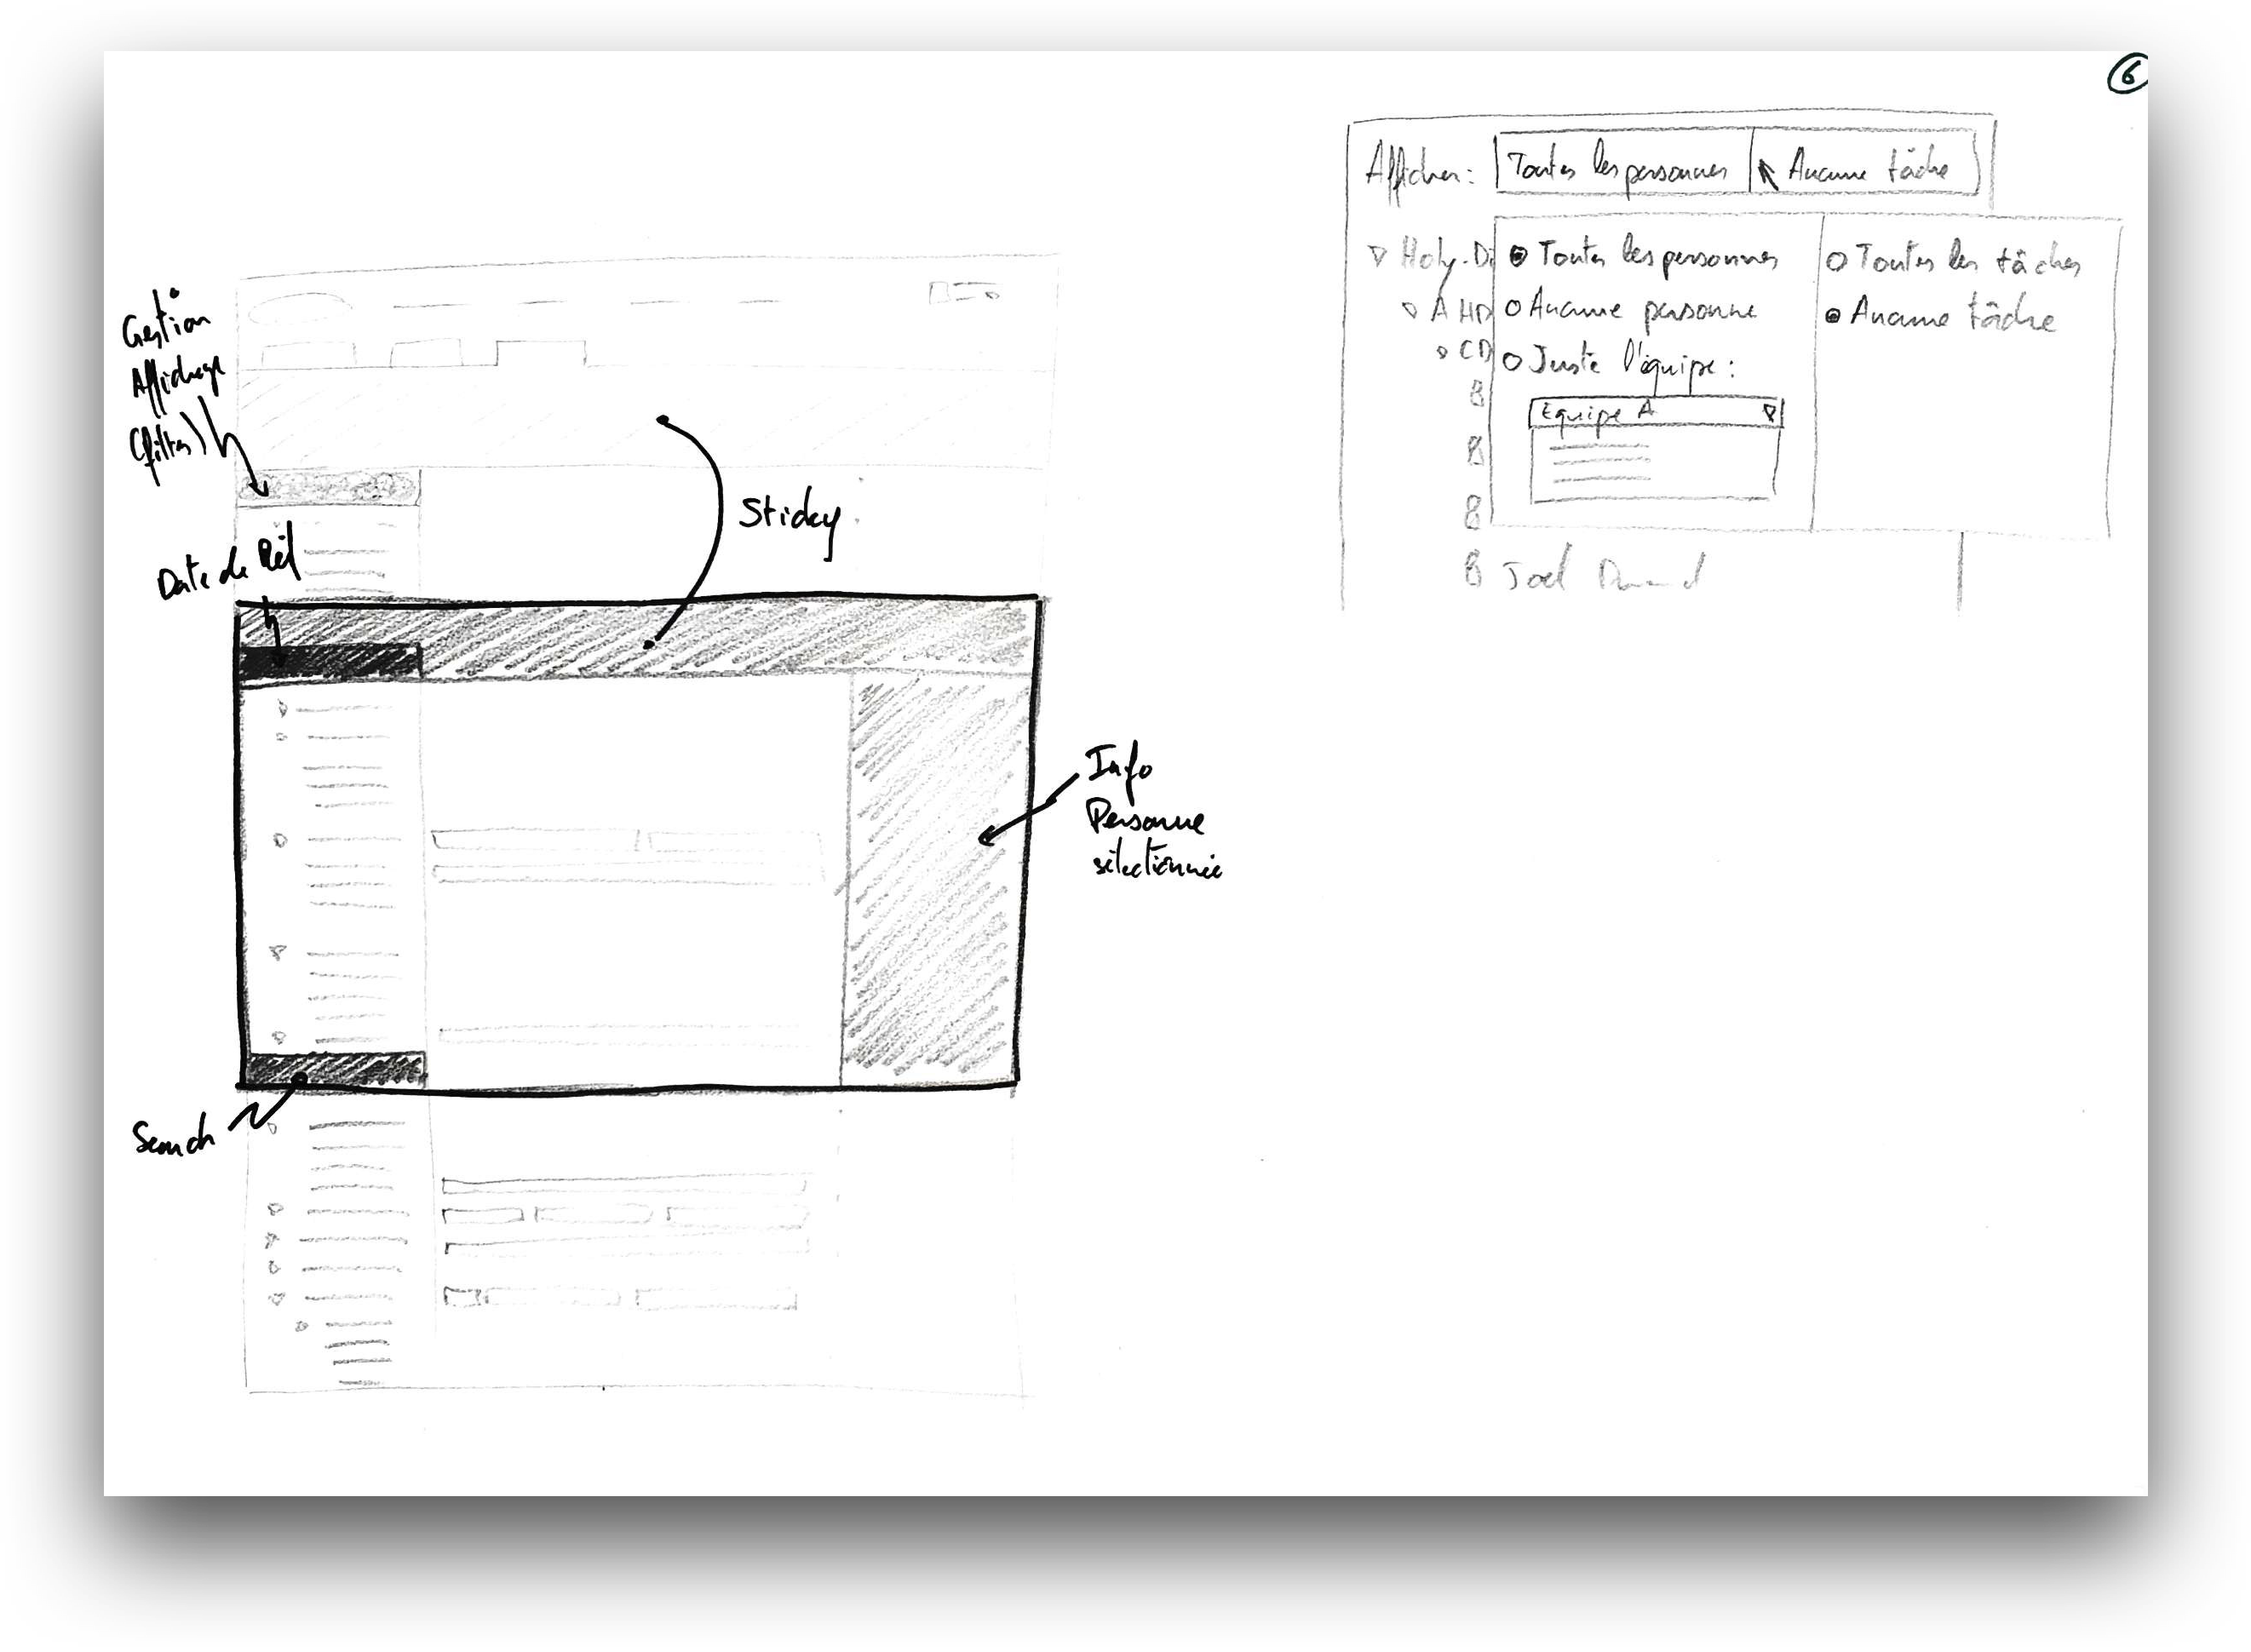 6
Gestion
Affichage
(filtres)
Date de Réf
Sticky
Info
Personne
sélectionnée
Search
Afficher : Toutes les personnes Aucune tâche
Holy-Di
A HD
CD
Toutes les personnes
Aucune personne
Juste l'équipe :
Equipe A
Toutes les tâches
Aucune tâche
Joel